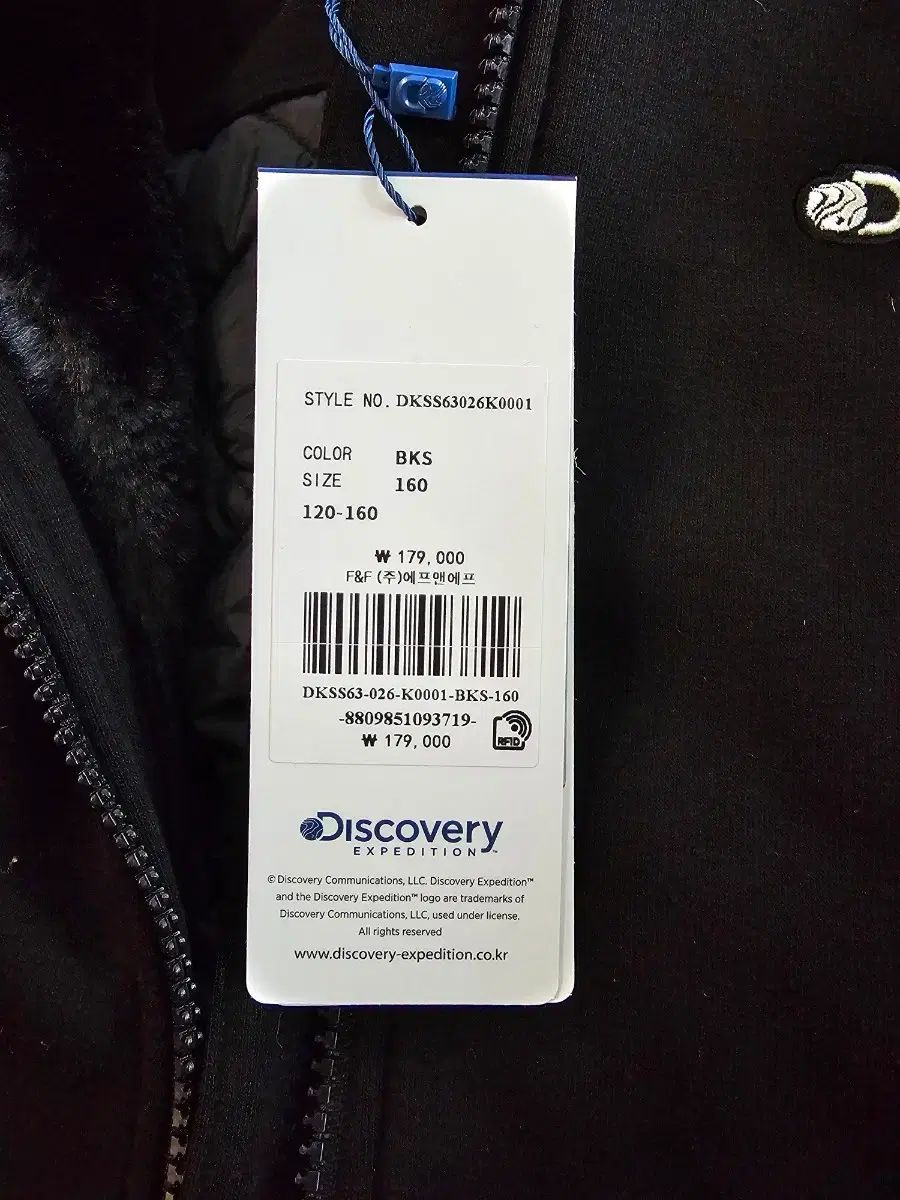 STYLE NO. DKSS63026K0001
COLOR BKS
SIZE 160
120-160
₩ 179,000
F&F (주)에프앤에프
DKSS63-026-K0001-BKS-160
-8809851093719-
₩ 179,000
RFID
Discovery
EXPEDITION™
© Discovery Communications, LLC. Discovery Expedition™
and the Discovery Expedition™ logo are trademarks of
Discovery Communications, LLC, used under license.
All rights reserved
www.discovery-expedition.co.kr